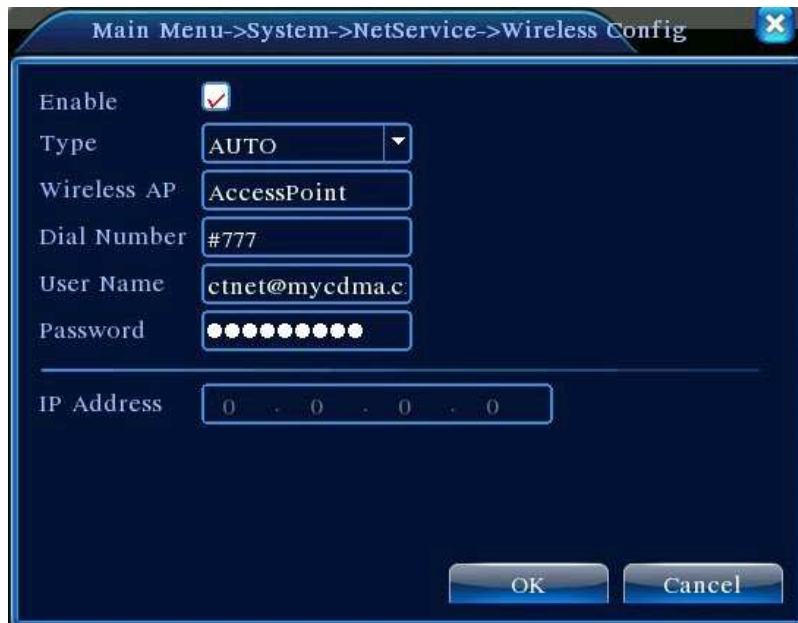 Main Menu->System->NetService->Wireless Config
Enable
Type AUTO
Wireless AP AccessPoint
Dial Number #777
User Name ctnet@mycdma.c
Password ●●●●●●●●●
IP Address 0 . 0 . 0 . 0
OK Cancel